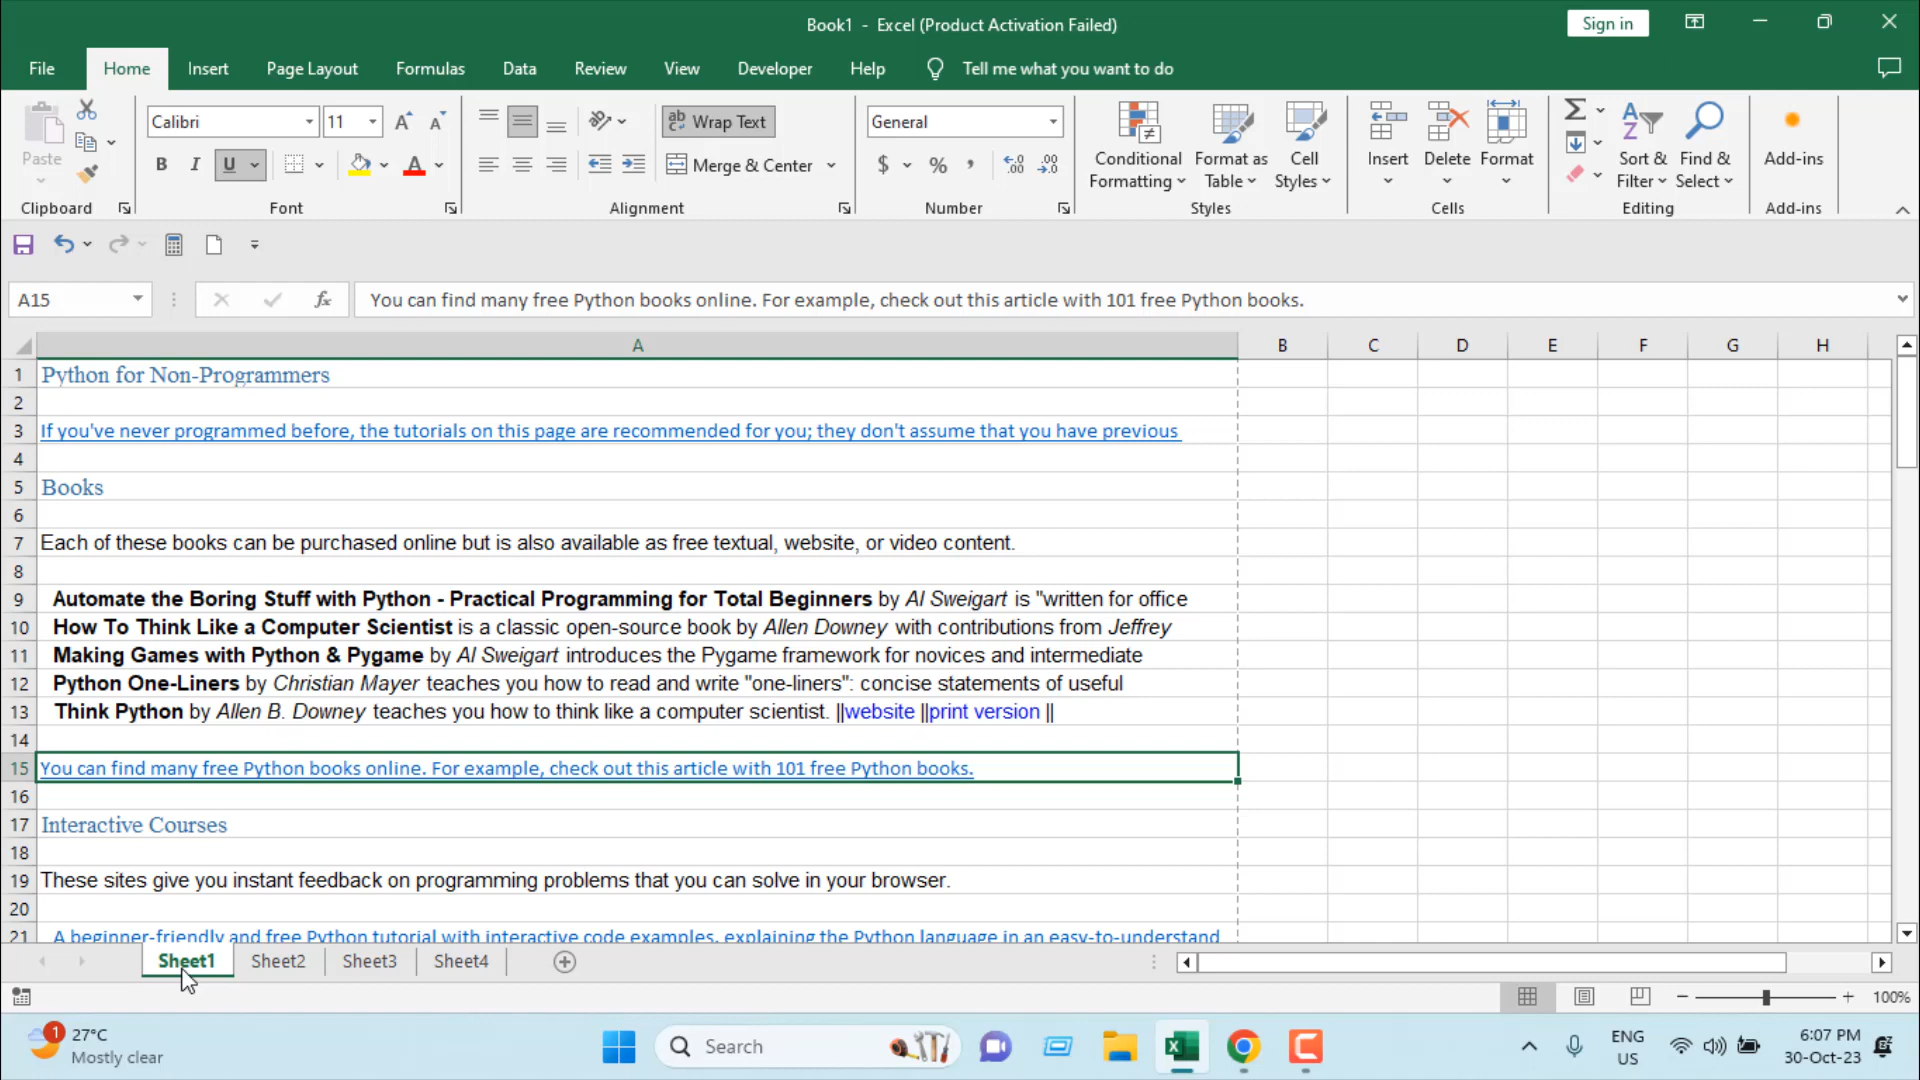 Book1 - Excel (Product Activation Failed)
Sign in
File Home Insert Page Layout Formulas Data Review View Developer Help Tell me what you want to do
Paste
Clipboard
Calibri 11
B I U
Font
ab Wrap Text
Merge & Center
Alignment
General
$ % ,
Number
Conditional Formatting
Format as Table
Cell Styles
Styles
Insert Delete Format
Cells
Sort & Filter
Find & Select
Editing
Add-ins
Add-ins
A15 fx You can find many free Python books online. For example, check out this article with 101 free Python books.
A B C D E F G H
1 Python for Non-Programmers
2
3 If you've never programmed before, the tutorials on this page are recommended for you; they don't assume that you have previous
4
5 Books
6
7 Each of these books can be purchased online but is also available as free textual, website, or video content.
8
9 Automate the Boring Stuff with Python - Practical Programming for Total Beginners by Al Sweigart is "written for office
10 How To Think Like a Computer Scientist is a classic open-source book by Allen Downey with contributions from Jeffrey
11 Making Games with Python & Pygame by Al Sweigart introduces the Pygame framework for novices and intermediate
12 Python One-Liners by Christian Mayer teaches you how to read and write "one-liners": concise statements of useful
13 Think Python by Allen B. Downey teaches you how to think like a computer scientist. ||website ||print version ||
14
15 You can find many free Python books online. For example, check out this article with 101 free Python books.
16
17 Interactive Courses
18
19 These sites give you instant feedback on programming problems that you can solve in your browser.
20
21 A beginner-friendly and free Python tutorial with interactive code examples, explaining the Python language in an easy-to-understand
Sheet1 Sheet2 Sheet3 Sheet4
100%
1 27°C
Mostly clear
Search
ENG
US
6:07 PM
30-Oct-23